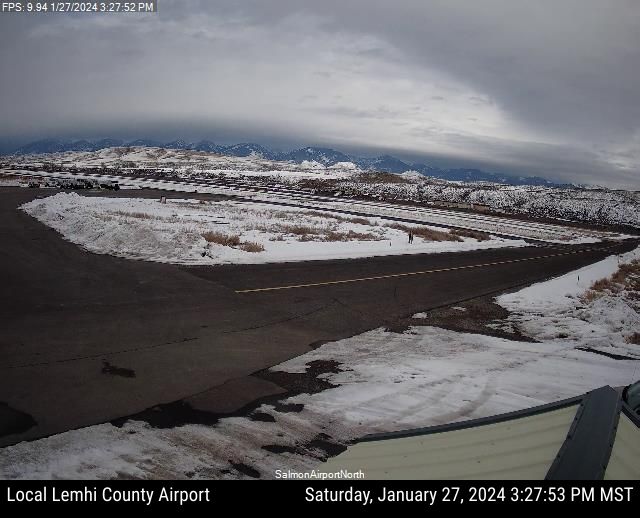 FPS: 9.94 1/27/2024 3:27:52 PM
SalmonAirportNorth
Local Lemhi County Airport Saturday, January 27, 2024 3:27:53 PM MST